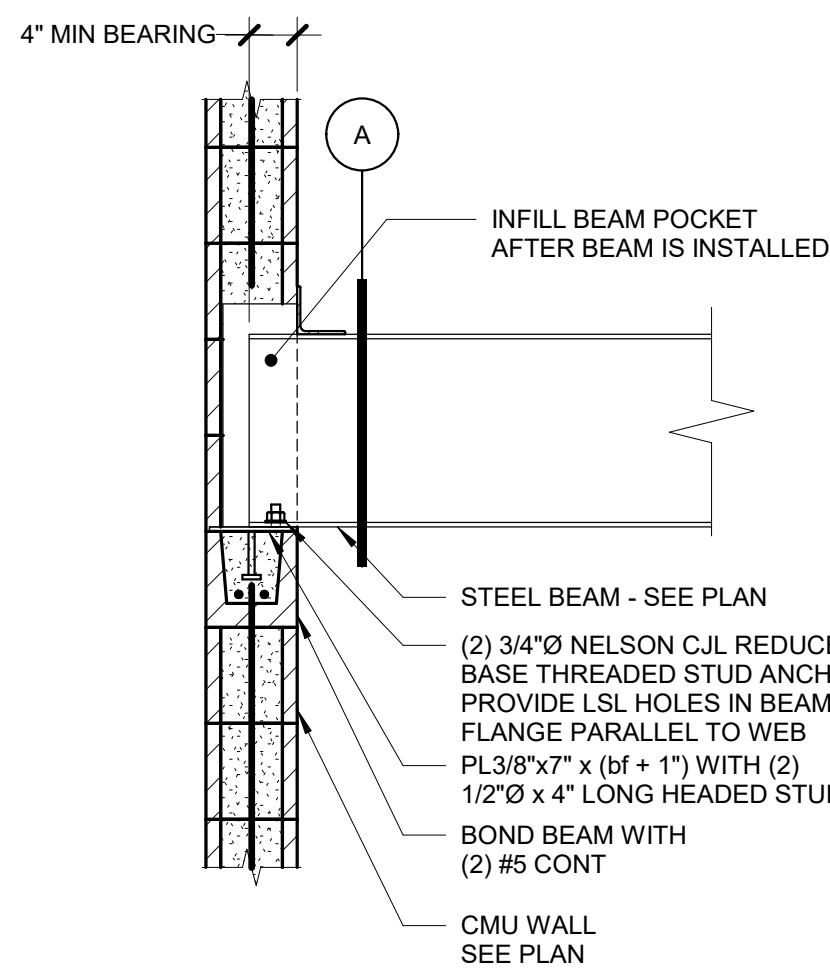 4" MIN BEARING
A
INFILL BEAM POCKET
AFTER BEAM IS INSTALLED
STEEL BEAM - SEE PLAN
(2) 3/4"Ø NELSON CJL REDUCE
BASE THREADED STUD ANCH
PROVIDE LSL HOLES IN BEAM
FLANGE PARALLEL TO WEB
PL3/8"x7" x (bf + 1") WITH (2)
1/2"Ø x 4" LONG HEADED STU
BOND BEAM WITH
(2) #5 CONT
CMU WALL
SEE PLAN